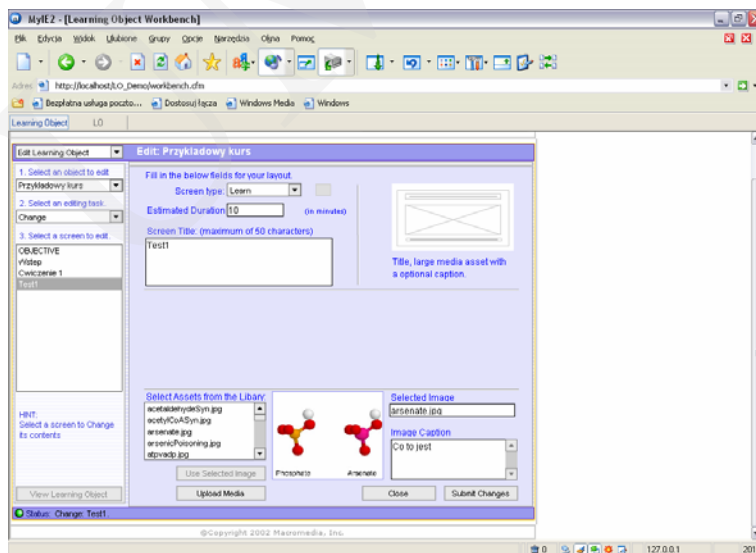 MyIE2 - [Learning Object Workbench]
Plik Edycja Widok Ulubione Grupy Opcje Narzędzia Okna Pomoc
Adres http://localhost/LO_Demo/workbench.cfm
Bezpłatna usługa poczto... Dostosuj łącza Windows Media Windows
Learning Object LO
Edit Learning Object
Edit: Przykladowy kurs
1. Select an object to edit
Przykladowy kurs
2. Select an editing task.
Change
3. Select a screen to edit.
OBJECTIVE
Wstep
Cwiczenie 1
Test1
HINT:
Select a screen to Change
its contents
View Learning Object
Fill in the below fields for your layout.
Screen type: Learn
Estimated Duration 10 (in minutes)
Screen Title: (maximum of 50 characters)
Test1
Title, large media asset with
a optional caption.
Select Assets from the Libary:
acetaldehydeSyn.jpg
acetylCoASyn.jpg
arsenate.jpg
arsenicPoisoning.jpg
atpvadp.jpg
Use Selected Image
Upload Media
Phosphate Arsenate
Selected Image
arsenate.jpg
Image Caption
Co to jest
Close Submit Changes
Status: Change: Test1.
©Copyright 2002 Macromedia, Inc.
0 127.0.0.1 201